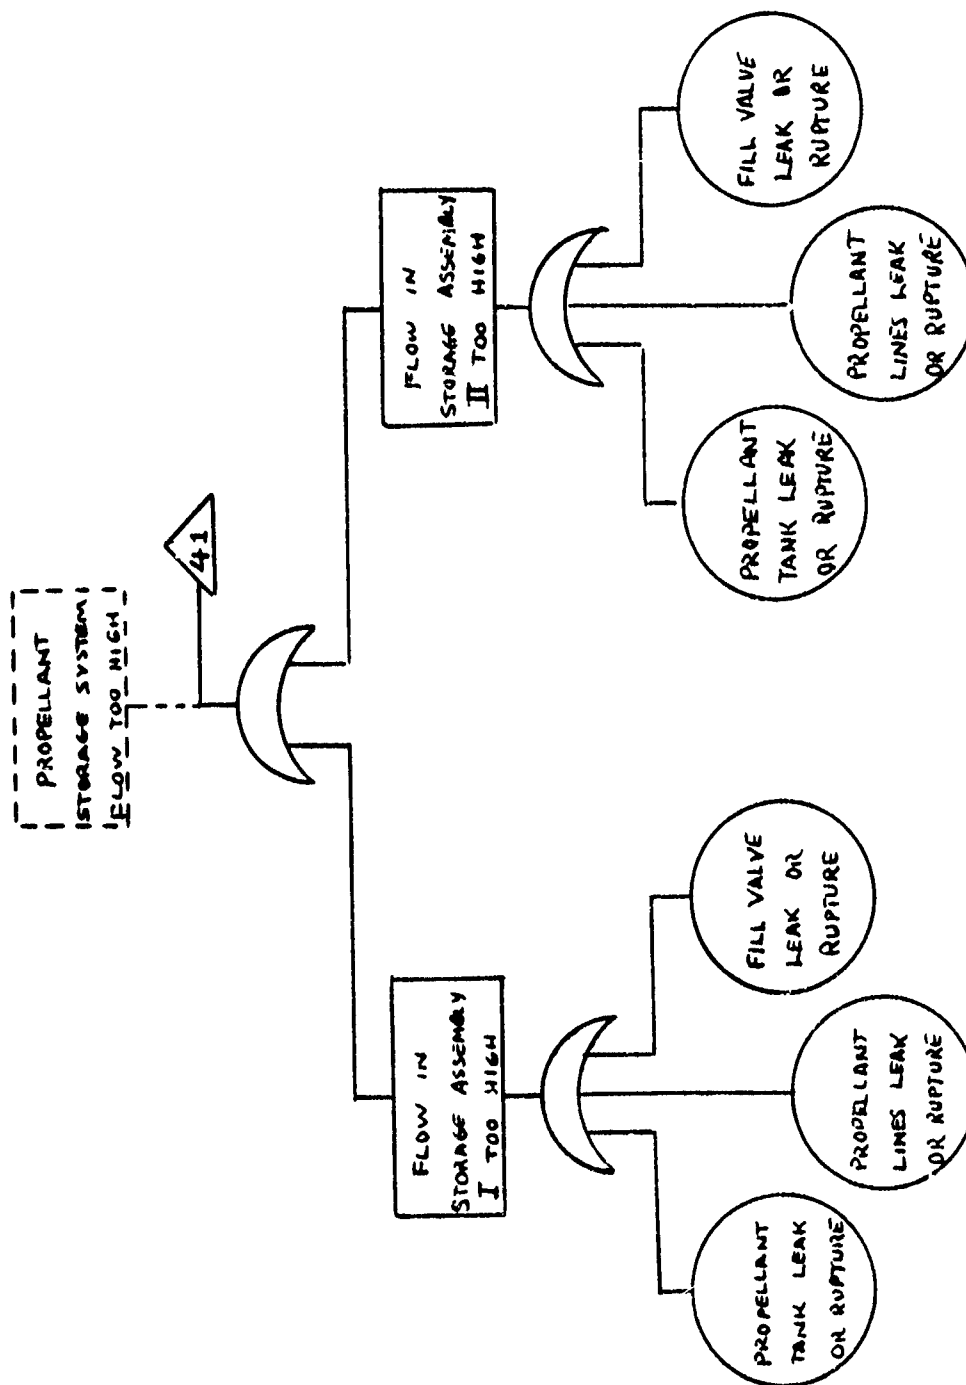 PROPELLANT
STORAGE SYSTEM
FLOW TOO HIGH
41
FLOW IN
STORAGE ASSEMBLY
I TOO HIGH
FLOW IN
STORAGE ASSEMBLY
II TOO HIGH
PROPELLANT
TANK LEAK
OR RUPTURE
PROPELLANT
LINES LEAK
OR RUPTURE
FILL VALVE
LEAK OR
RUPTURE
PROPELLANT
TANK LEAK
OR RUPTURE
PROPELLANT
LINES LEAK
OR RUPTURE
FILL VALVE
LEAK OR
RUPTURE